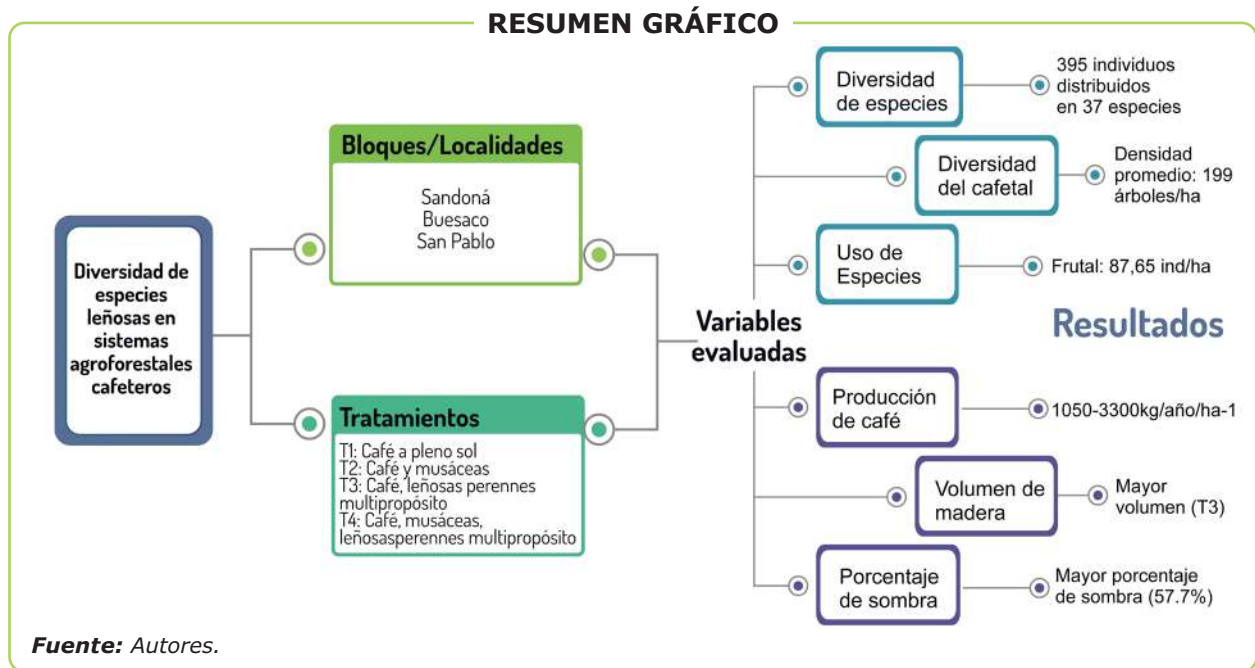 RESUMEN GRÁFICO
Diversidad de
especies
leñosas en
sistemas
agroforestales
cafeteros
Bloques/Localidades
Sandoná
Buesaco
San Pablo
Tratamientos
T1: Café a pleno sol
T2: Café y musáceas
T3: Café, leñosas perennes
multipropósito
T4: Café, musáceas,
leñosasperennes multipropósito
Variables
evaluadas
Diversidad
de especies
395 individuos
distribuidos
en 37 especies
Diversidad
del cafetal
Densidad
promedio: 199
árboles/ha
Uso de
Especies
Frutal: 87,65 ind/ha
Resultados
Producción
de café
1050-3300kg/año/ha-1
Volumen de
madera
Mayor
volumen (T3)
Porcentaje
de sombra
Mayor porcentaje
de sombra (57.7%)
Fuente: Autores.